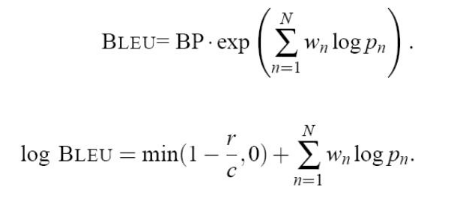 BLEU= BP · exp ( ∑_{n=1}^{N} w_n log p_n ) .
log BLEU = min(1 − r/c, 0) + ∑_{n=1}^{N} w_n log p_n.